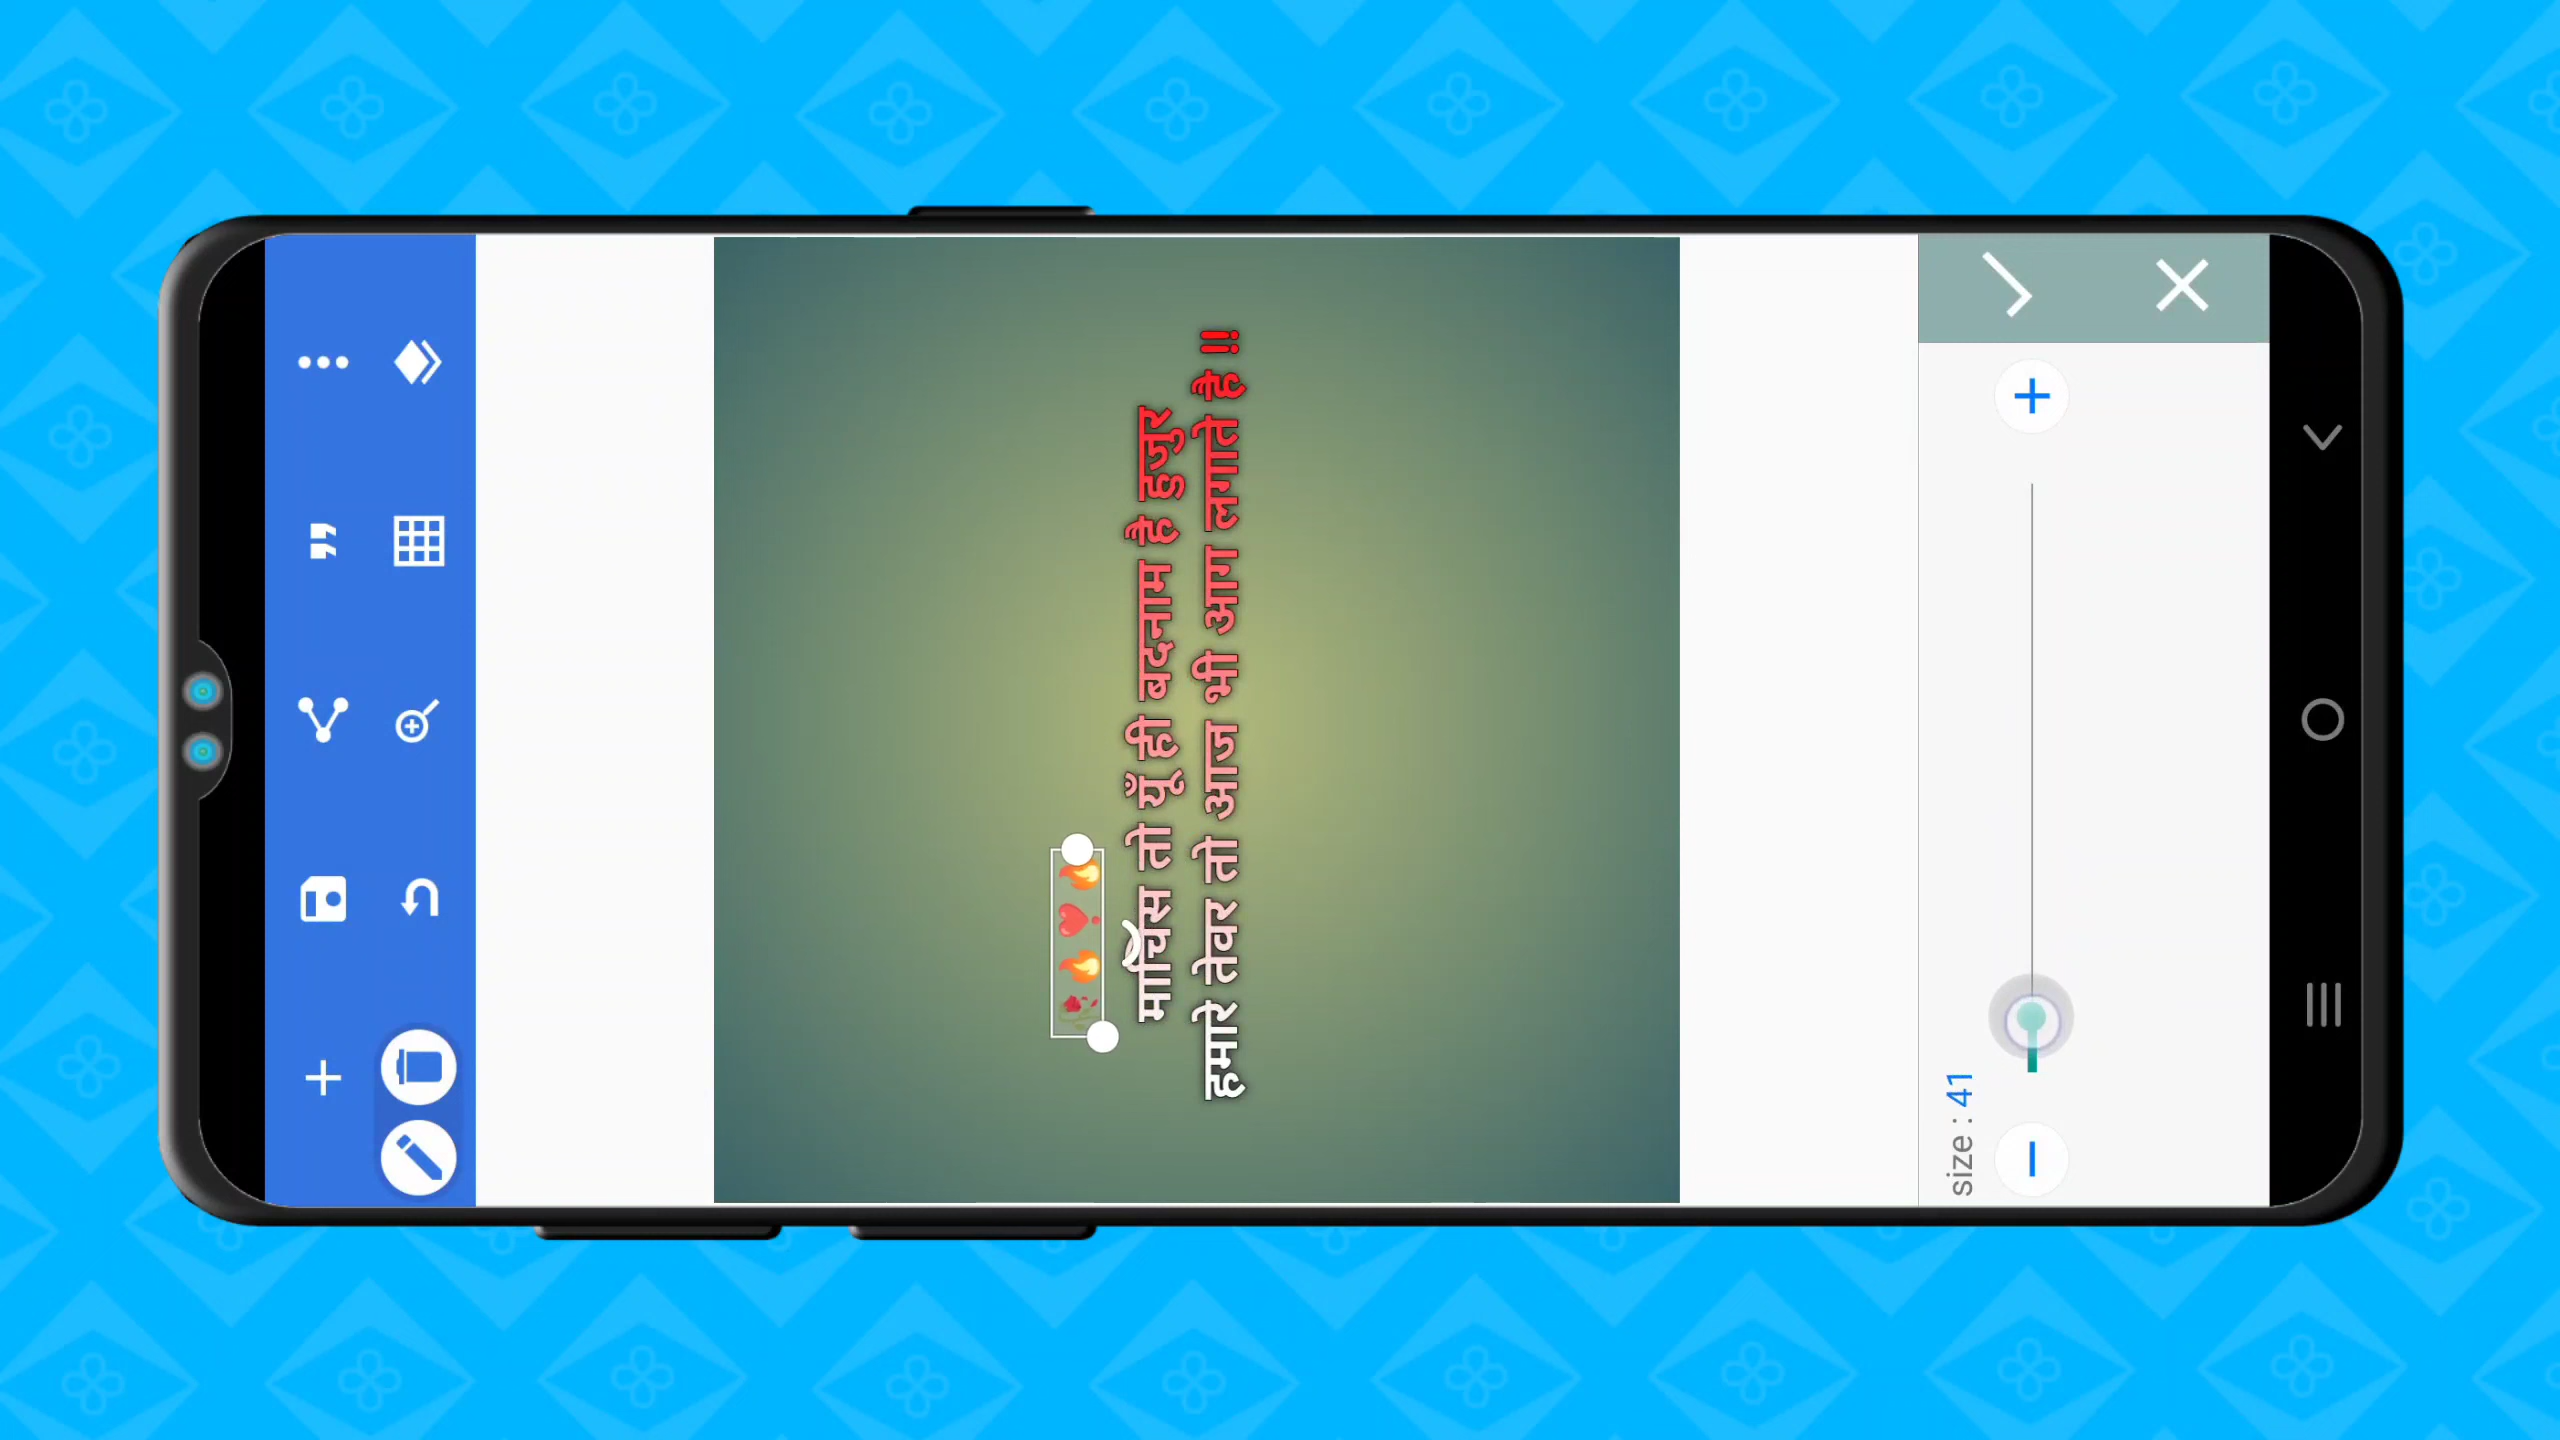 🔥❣️🔥🥀
माचिस तो यूँ ही बदनाम है हुजुर
हमारे तेवर तो आज भी आग लगाते है !!
size : 41